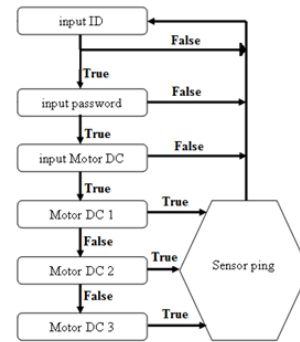 input ID
False
True
input password
False
True
input Motor DC
False
True
Motor DC 1
True
False
Motor DC 2
True
Sensor ping
False
Motor DC 3
True